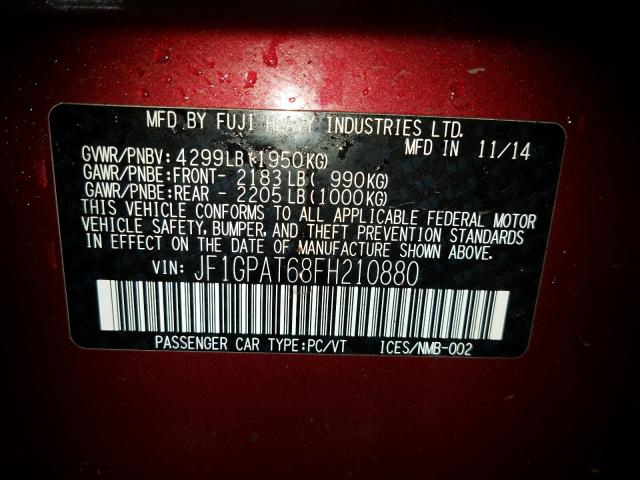 MFD BY FUJI HEAVY INDUSTRIES LTD.
GVWR/PNBV: 4299LB (1950KG) MFD IN 11/14
GAWR/PNBE: FRONT- 2183 LB( 990KG)
GAWR/PNBE: REAR - 2205 LB(1000KG)
THIS VEHICLE CONFORMS TO ALL APPLICABLE FEDERAL MOTOR
VEHICLE SAFETY, BUMPER, AND THEFT PREVENTION STANDARDS
IN EFFECT ON THE DATE OF MANUFACTURE SHOWN ABOVE.
VIN: JF1GPAT68FH210880
PASSENGER CAR TYPE:PC/VT ICES/NMB-002